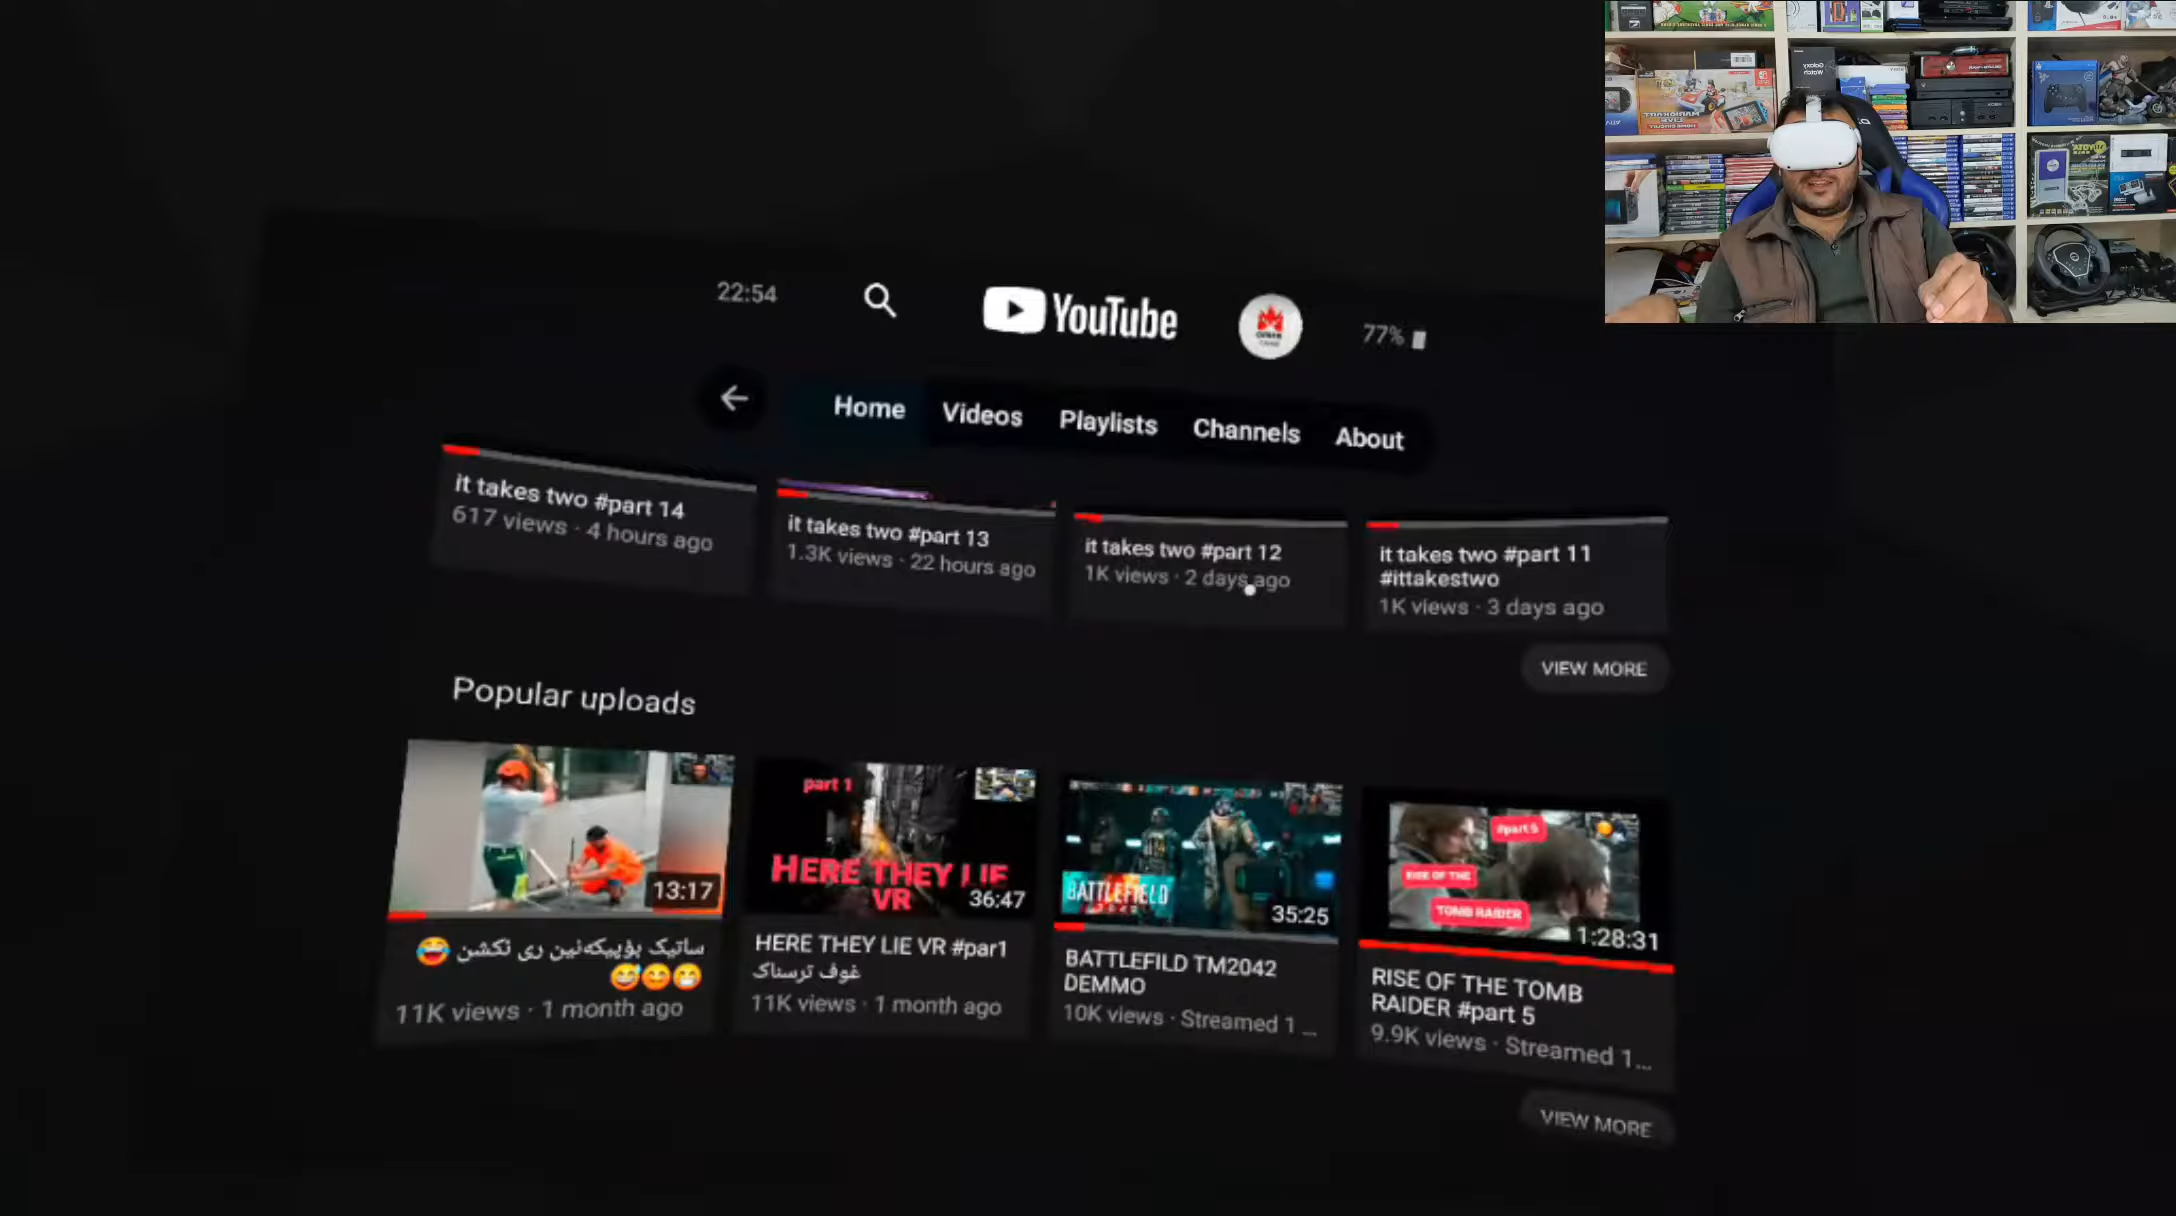 22:54
YouTube
77%
Home
Videos
Playlists
Channels
About
it takes two #part 14
617 views · 4 hours ago
it takes two #part 13
1.3K views · 22 hours ago
it takes two #part 12
1K views · 2 days ago
it takes two #part 11
#ittakestwo
1K views · 3 days ago
VIEW MORE
Popular uploads
13:17
ساتیک بۆپیکەنین ری تکشن 😂
😅😊😁
11K views · 1 month ago
part 1
HERE THEY LIE
VR
36:47
HERE THEY LIE VR #par1
غوف ترسناک
11K views · 1 month ago
BATTLEFIELD
35:25
BATTLEFILD TM2042
DEMMO
10K views · Streamed 1 ...
#part 5
RISE OF THE
TOMB RAIDER
1:28:31
RISE OF THE TOMB
RAIDER #part 5
9.9K views · Streamed 1...
VIEW MORE